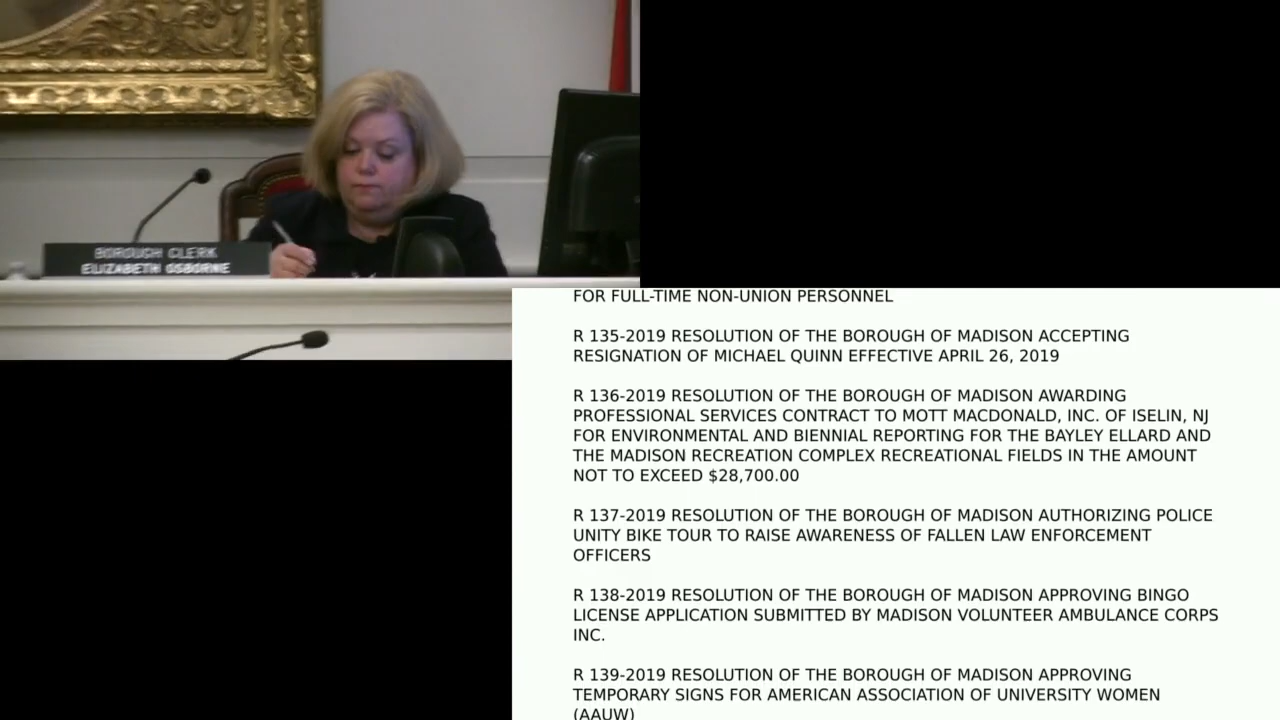 BOROUGH CLERK
ELIZABETH OSBORNE
FOR FULL-TIME NON-UNION PERSONNEL
R 135-2019 RESOLUTION OF THE BOROUGH OF MADISON ACCEPTING
RESIGNATION OF MICHAEL QUINN EFFECTIVE APRIL 26, 2019
R 136-2019 RESOLUTION OF THE BOROUGH OF MADISON AWARDING
PROFESSIONAL SERVICES CONTRACT TO MOTT MACDONALD, INC. OF ISELIN, NJ
FOR ENVIRONMENTAL AND BIENNIAL REPORTING FOR THE BAYLEY ELLARD AND
THE MADISON RECREATION COMPLEX RECREATIONAL FIELDS IN THE AMOUNT
NOT TO EXCEED $28,700.00
R 137-2019 RESOLUTION OF THE BOROUGH OF MADISON AUTHORIZING POLICE
UNITY BIKE TOUR TO RAISE AWARENESS OF FALLEN LAW ENFORCEMENT
OFFICERS
R 138-2019 RESOLUTION OF THE BOROUGH OF MADISON APPROVING BINGO
LICENSE APPLICATION SUBMITTED BY MADISON VOLUNTEER AMBULANCE CORPS
INC.
R 139-2019 RESOLUTION OF THE BOROUGH OF MADISON APPROVING
TEMPORARY SIGNS FOR AMERICAN ASSOCIATION OF UNIVERSITY WOMEN
(AAUW)